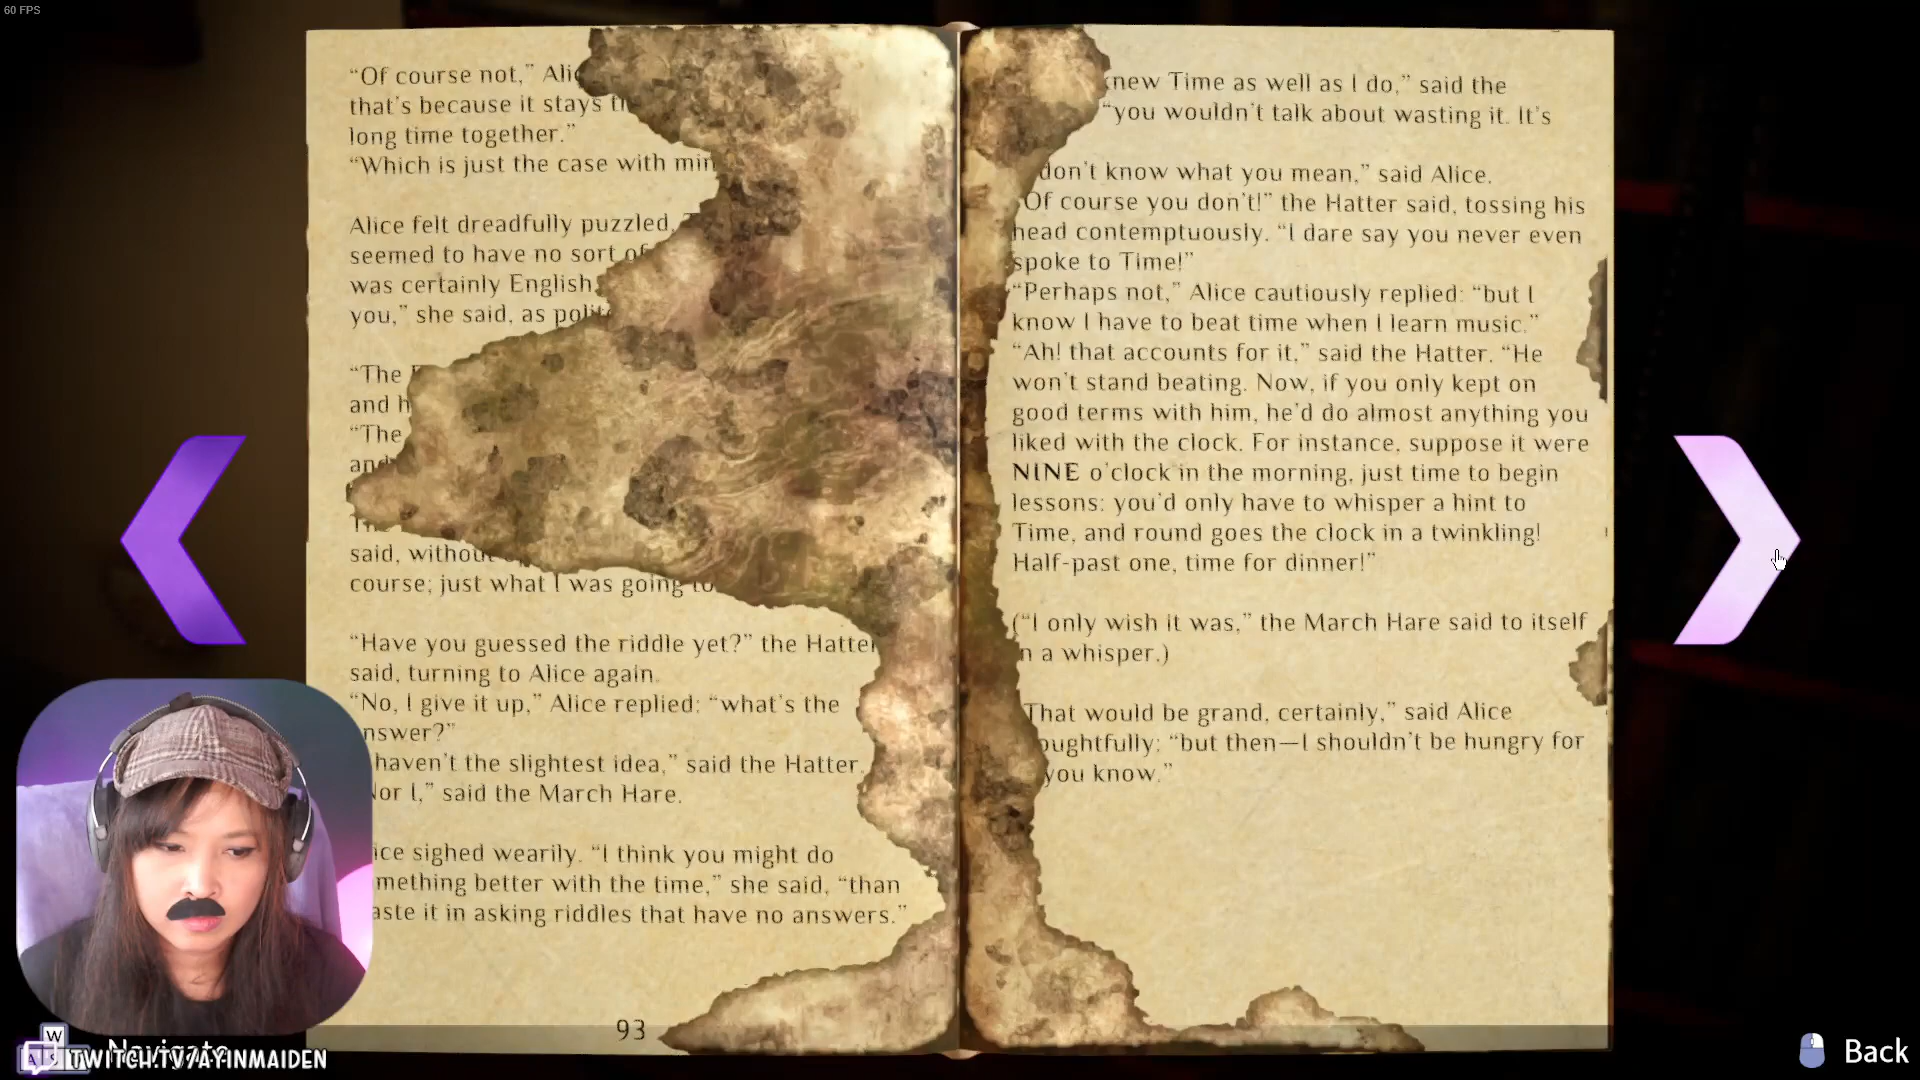 60 FPS
“Of course not,” Alic
that’s because it stays
long time together.”
“Which is just the case with min
Alice felt dreadfully puzzled.
seemed to have no sort of
was certainly English,
you,” she said, as polite
“The
and h
“The
and
said, without
course; just what I was going to
“Have you guessed the riddle yet?” the Hatter
said, turning to Alice again.
“No, I give it up,” Alice replied: “what’s the
nswer?”
haven’t the slightest idea,” said the Hatter.
Nor I,” said the March Hare.
ice sighed wearily. “I think you might do
mething better with the time,” she said, “than
aste it in asking riddles that have no answers.”
93
knew Time as well as I do,” said the
“you wouldn’t talk about wasting it. It’s
don’t know what you mean,” said Alice.
Of course you don’t!” the Hatter said, tossing his
head contemptuously. “I dare say you never even
spoke to Time!”
“Perhaps not,” Alice cautiously replied: “but I
know I have to beat time when I learn music.”
“Ah! that accounts for it,” said the Hatter. “He
won’t stand beating. Now, if you only kept on
good terms with him, he’d do almost anything you
liked with the clock. For instance, suppose it were
NINE o’clock in the morning, just time to begin
lessons: you’d only have to whisper a hint to
Time, and round goes the clock in a twinkling!
Half-past one, time for dinner!”
(“I only wish it was,” the March Hare said to itself
n a whisper.)
That would be grand, certainly,” said Alice
oughtfully: “but then—I shouldn’t be hungry for
you know.”
W
Navigate
TWITCH.TV/AYINMAIDEN
Back